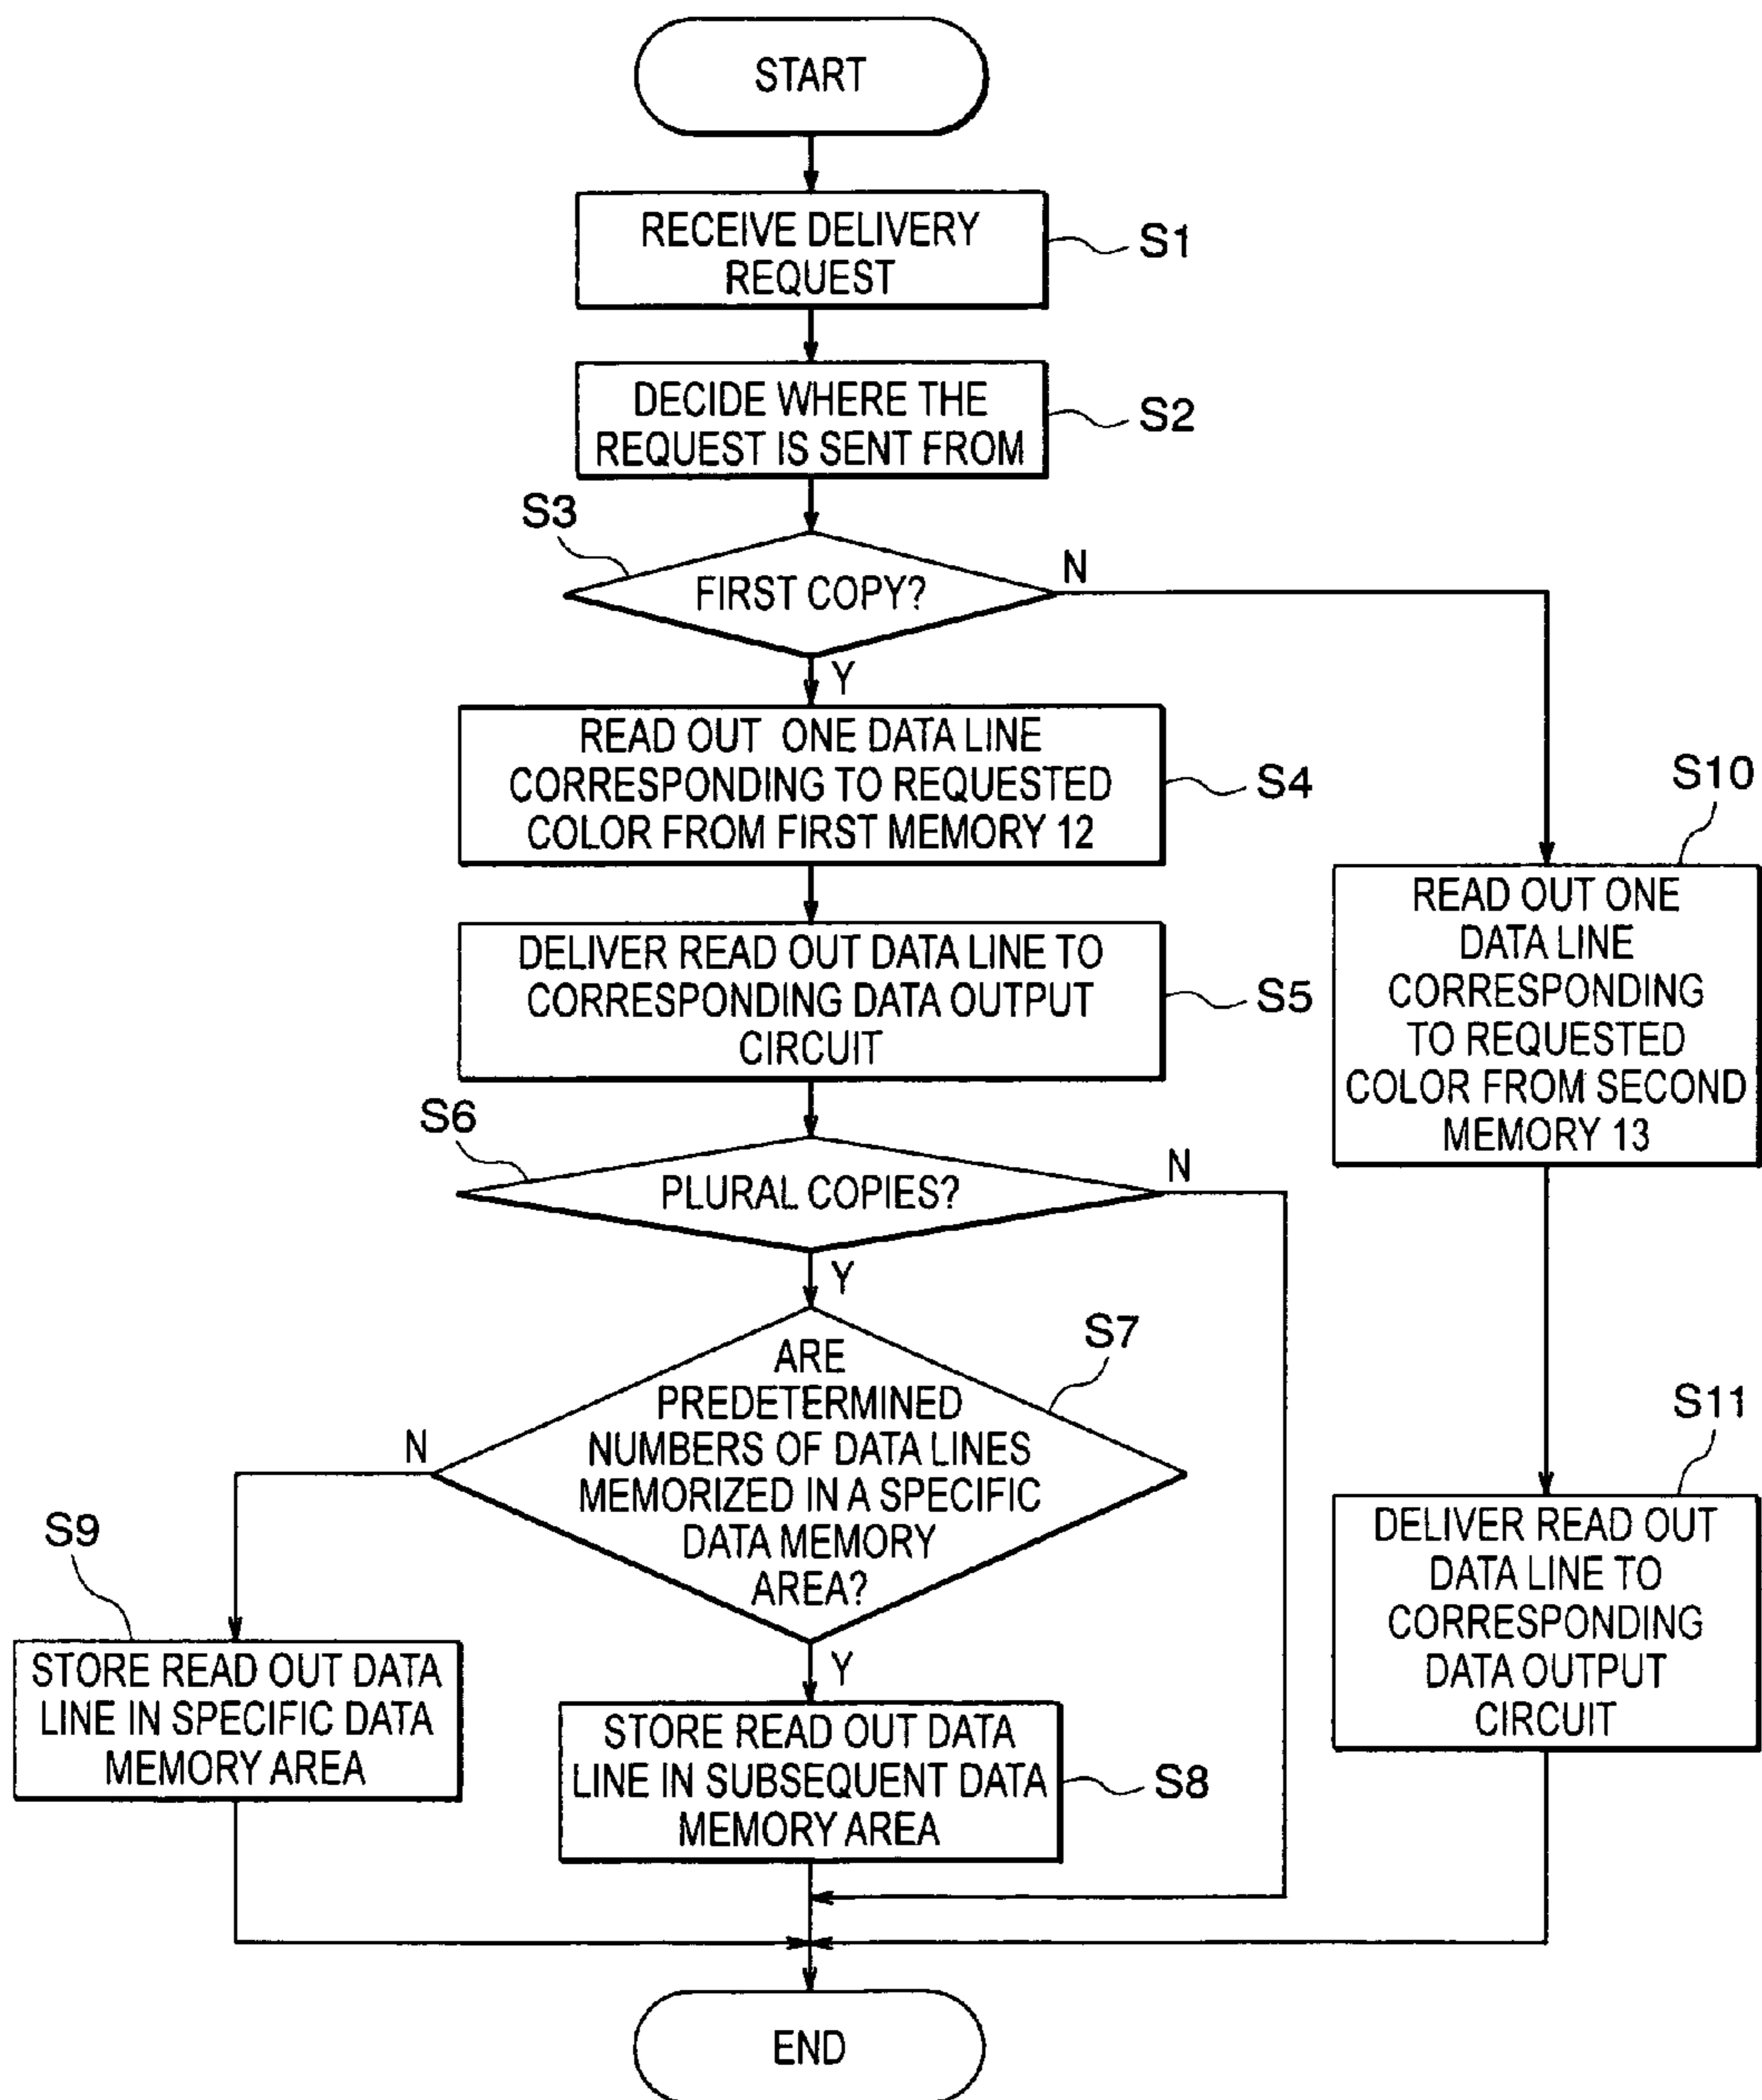 START
RECEIVE DELIVERY
REQUEST
S1
DECIDE WHERE THE
REQUEST IS SENT FROM
S2
S3
FIRST COPY?
N
Y
READ OUT ONE DATA LINE
CORRESPONDING TO REQUESTED
COLOR FROM FIRST MEMORY 12
S4
DELIVER READ OUT DATA LINE TO
CORRESPONDING DATA OUTPUT
CIRCUIT
S5
S6
PLURAL COPIES?
N
Y
ARE
PREDETERMINED
NUMBERS OF DATA LINES
MEMORIZED IN A SPECIFIC
DATA MEMORY
AREA?
S7
N
Y
S9
STORE READ OUT DATA
LINE IN SPECIFIC DATA
MEMORY AREA
STORE READ OUT DATA
LINE IN SUBSEQUENT DATA
MEMORY AREA
S8
S10
READ OUT ONE
DATA LINE
CORRESPONDING
TO REQUESTED
COLOR FROM SECOND
MEMORY 13
S11
DELIVER READ OUT
DATA LINE TO
CORRESPONDING
DATA OUTPUT
CIRCUIT
END